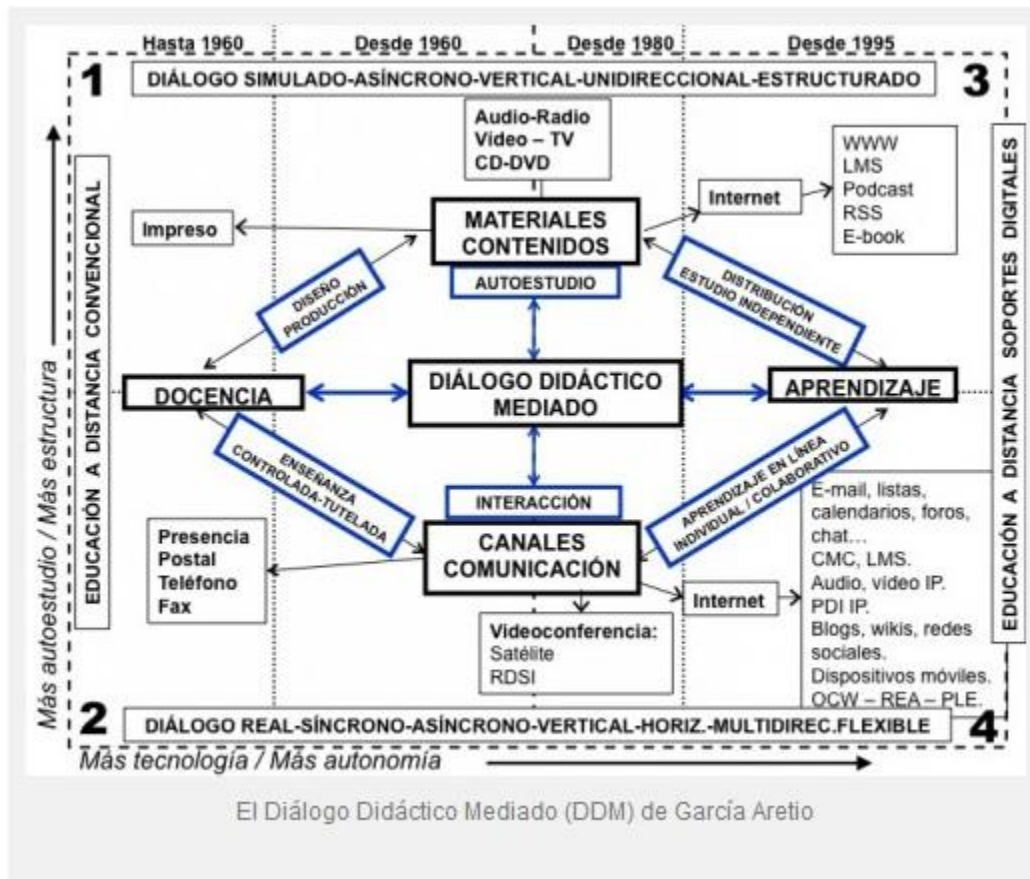 Hasta 1960
Desde 1960
Desde 1980
Desde 1995
1
DIÁLOGO SIMULADO-ASÍNCRONO-VERTICAL-UNIDIRECCIONAL-ESTRUCTURADO
3
Audio-Radio
Vídeo – TV
CD-DVD
WWW
LMS
Podcast
RSS
E-book
Internet
Impreso
MATERIALES
CONTENIDOS
AUTOESTUDIO
DISEÑO
PRODUCCIÓN
DISTRIBUCIÓN
ESTUDIO INDEPENDIENTE
EDUCACIÓN A DISTANCIA CONVENCIONAL
EDUCACIÓN A DISTANCIA SOPORTES DIGITALES
Más autoestudio / Más estructura
DOCENCIA
DIÁLOGO DIDÁCTICO
MEDIADO
APRENDIZAJE
ENSEÑANZA
CONTROLADA-TUTELADA
INTERACCIÓN
APRENDIZAJE EN LÍNEA
INDIVIDUAL / COLABORATIVO
CANALES
COMUNICACIÓN
Presencia
Postal
Teléfono
Fax
Internet
E-mail, listas,
calendarios, foros,
chat…
CMC, LMS.
Audio, vídeo IP.
PDI IP.
Blogs, wikis, redes
sociales.
Dispositivos móviles.
OCW – REA – PLE.
Videoconferencia:
Satélite
RDSI
2
DIÁLOGO REAL-SÍNCRONO-ASÍNCRONO-VERTICAL-HORIZ.-MULTIDIREC.FLEXIBLE
4
Más tecnología / Más autonomía
El Diálogo Didáctico Mediado (DDM) de García Aretio